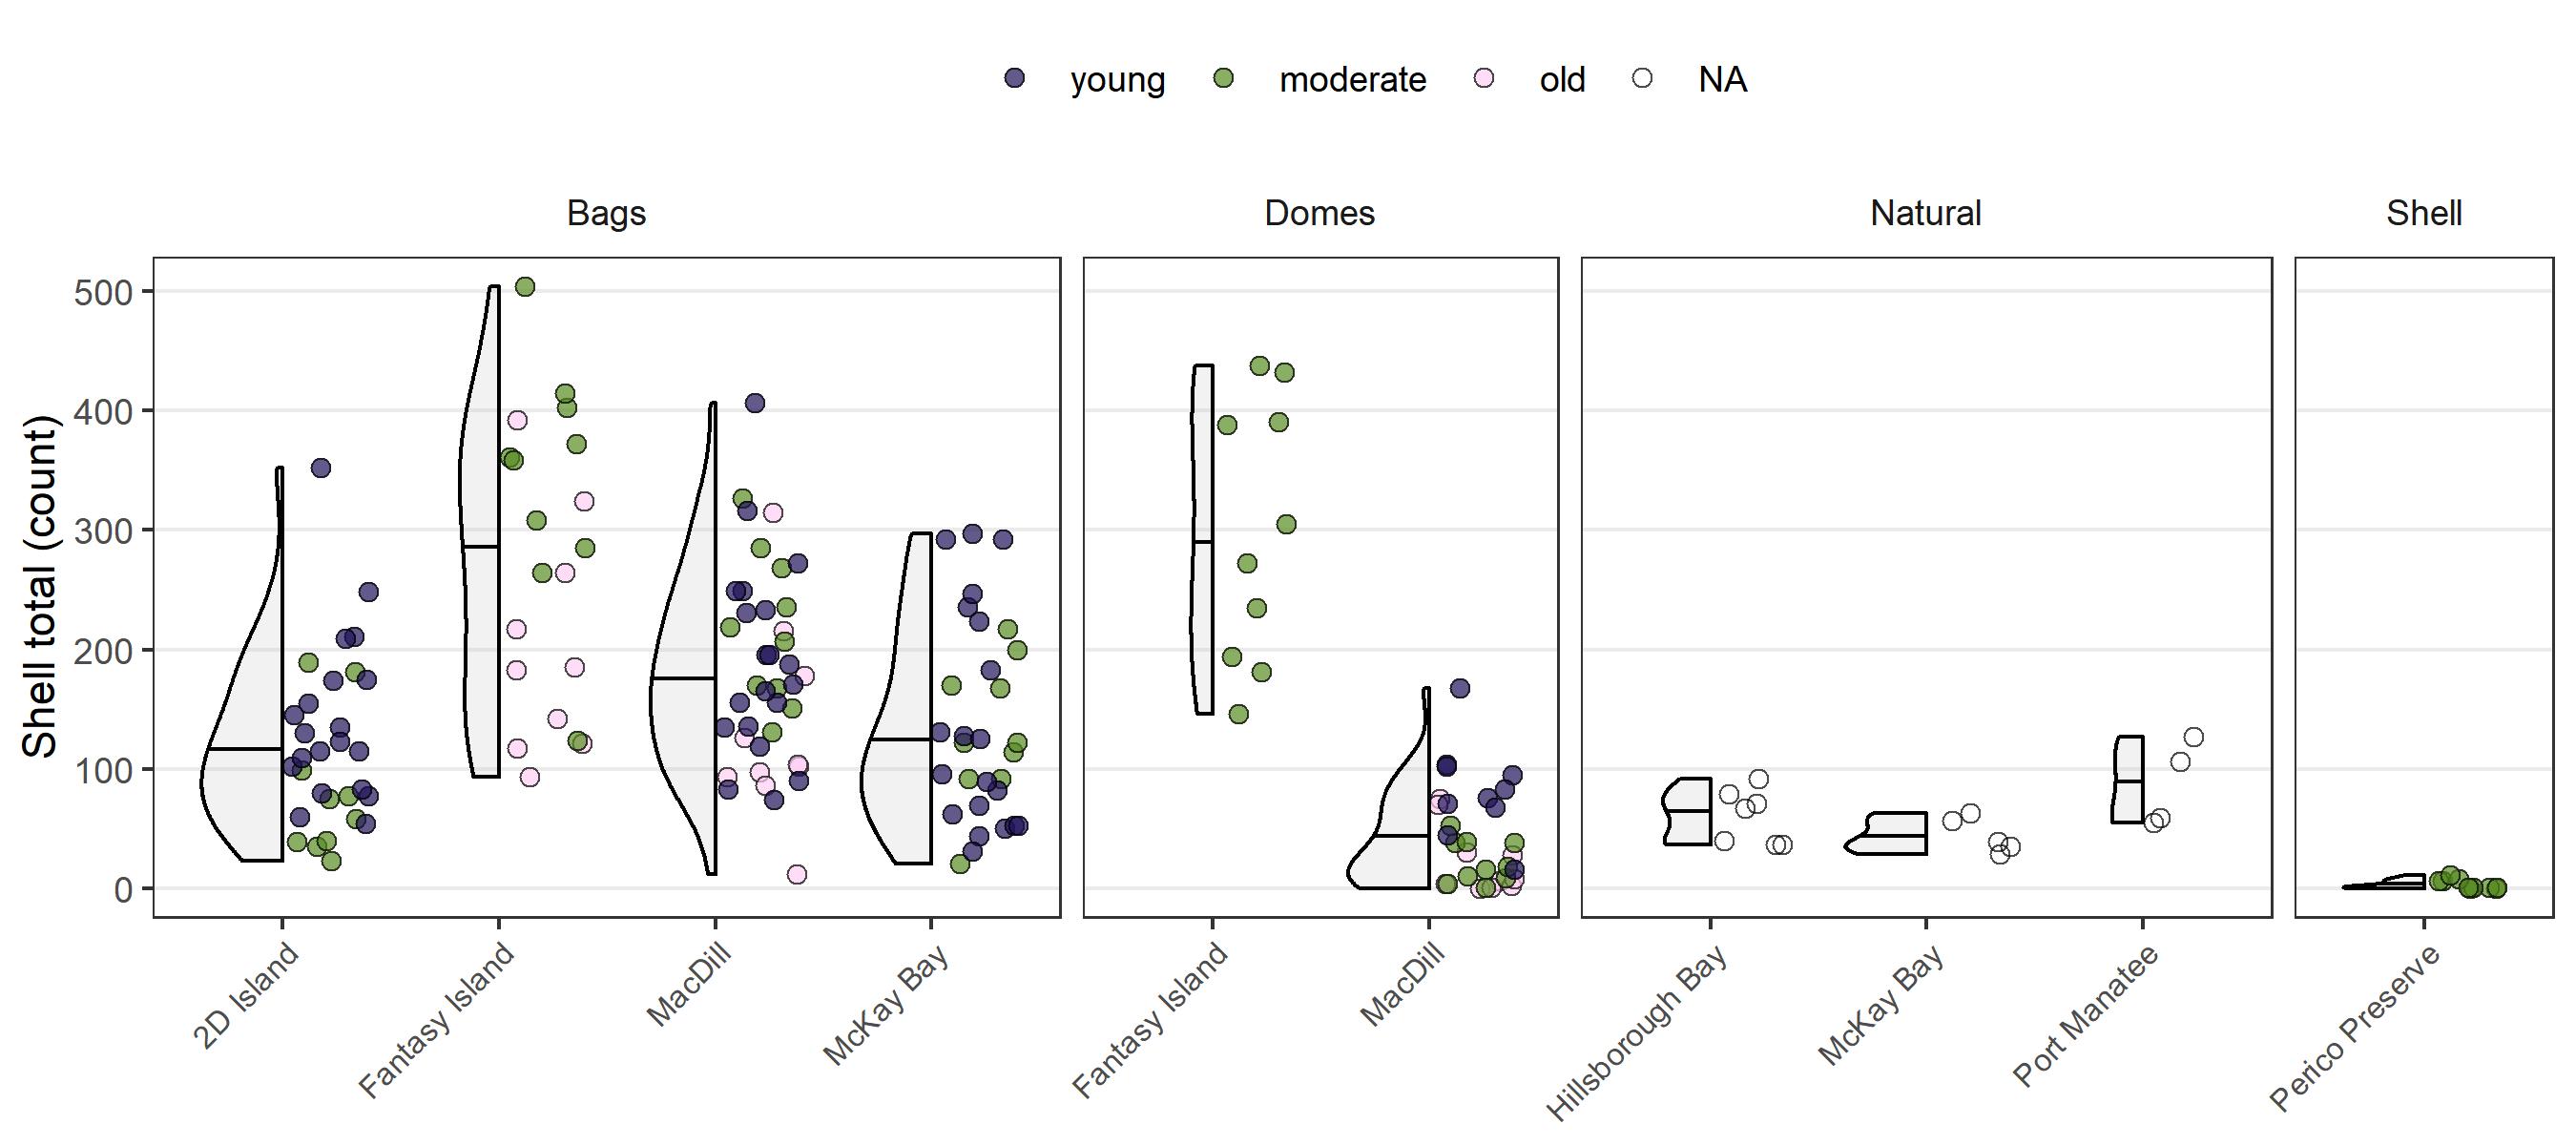 young moderate old NA
Bags Domes Natural Shell
Shell total (count)
500
400
300
200
100
0
2D Island
Fantasy Island
MacDill
McKay Bay
Fantasy Island
MacDill
Hillsborough Bay
McKay Bay
Port Manatee
Perico Preserve